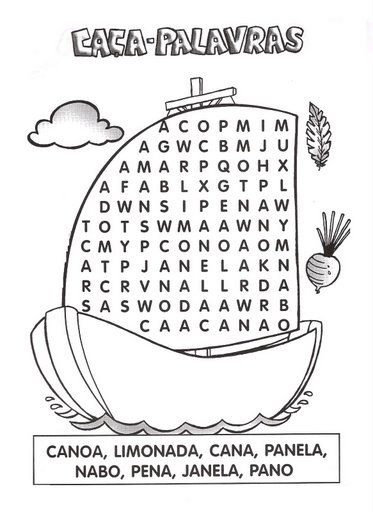 CAÇA-PALAVRAS
A C O P M I M
A G W C B M J U
A M A R P Q O H X
A F A B L X G T P L
D W N S I P E N A W
T O T S W M A A W N Y
C M Y P C O N O A O M
A T P J A N E L A K N
R C R V N A L L R D A
S A S W O D A A W R B
C A A C A N A O
CANOA, LIMONADA, CANA, PANELA,
NABO, PENA, JANELA, PANO